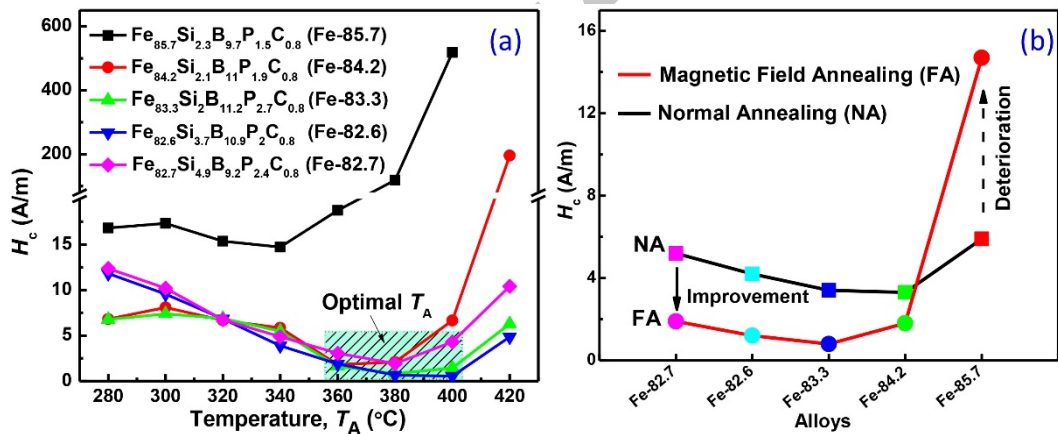 (a)
Fe85.7Si2.3B9.7P1.5C0.8 (Fe-85.7)
Fe84.2Si2.1B11P1.9C0.8 (Fe-84.2)
Fe83.3Si2B11.2P2.7C0.8 (Fe-83.3)
Fe82.6Si3.7B10.9P2C0.8 (Fe-82.6)
Fe82.7Si4.9B9.2P2.4C0.8 (Fe-82.7)
600
500
400
200
15
10
5
0
Hc (A/m)
Optimal TA
280 300 320 340 360 380 400 420
Temperature, TA (°C)
(b)
Magnetic Field Annealing (FA)
Normal Annealing (NA)
16
12
8
4
0
Hc (A/m)
Deterioration
NA
Improvement
FA
Fe-82.7 Fe-82.6 Fe-83.3 Fe-84.2 Fe-85.7
Alloys